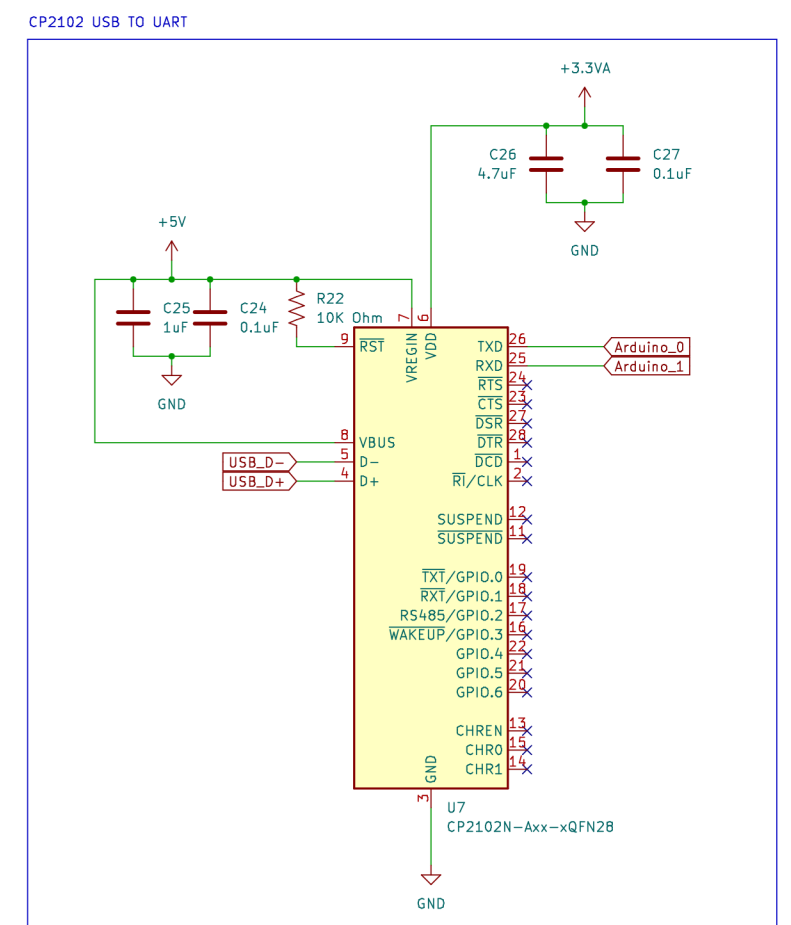 CP2102 USB TO UART
+3.3VA
C26
4.7uF
C27
0.1uF
GND
+5V
C25
1uF
C24
0.1uF
R22
10K Ohm
GND
7
6
VREGIN
VDD
9
RST
8
VBUS
USB_D-
5
D-
USB_D+
4
D+
TXD
26
Arduino_0
RXD
25
Arduino_1
RTS
24
CTS
23
DSR
27
DTR
28
DCD
1
RI/CLK
2
SUSPEND
12
SUSPEND
11
TXT/GPIO.0
19
RXT/GPIO.1
18
RS485/GPIO.2
17
WAKEUP/GPIO.3
16
GPIO.4
22
GPIO.5
21
GPIO.6
20
CHREN
13
CHR0
15
CHR1
14
GND
3
U7
CP2102N-Axx-xQFN28
GND